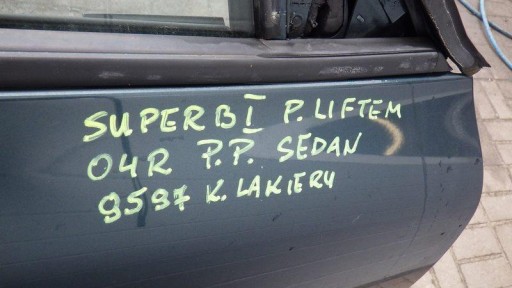 SUPERB I P. LIFTEM
04R P.P. SEDAN
9597 K. LAKIERU